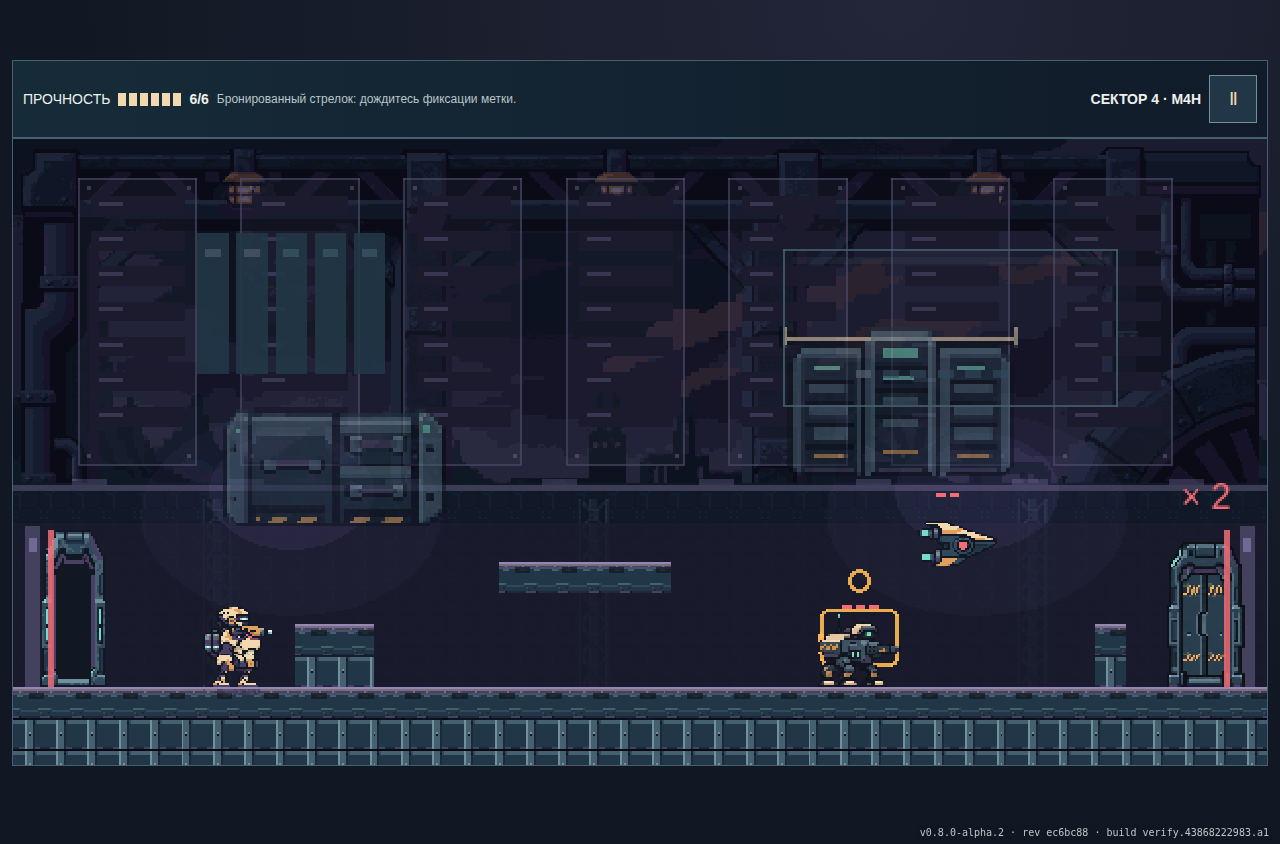 ПРОЧНОСТЬ 6/6 Бронированный стрелок: дождитесь фиксации метки.
СЕКТОР 4 · М4Н
II
× 2
v0.8.0-alpha.2 · rev ec6bc88 · build verify.43868222983.a1